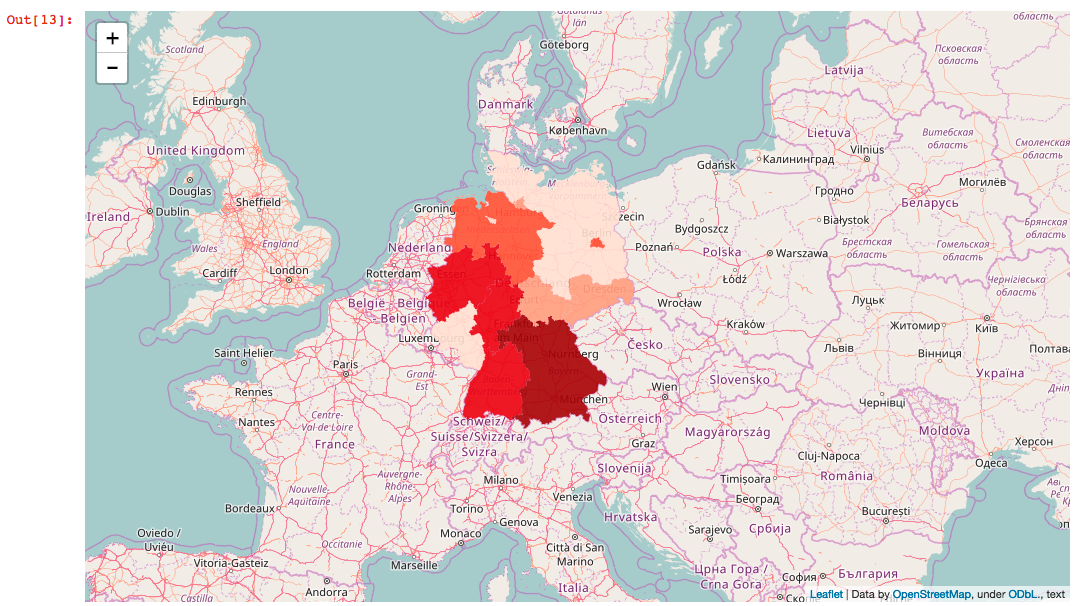 Out[13]:
+
−
Scotland
Edinburgh
United Kingdom
Douglas
Ireland
Dublin
Sheffield
Wales
England
Cardiff
London
Götalands
län
Göteborg
Danmark
København
Latvija
Lietuva
Vilnius
область
Псковская
область
Витебская
область
Смоленская
область
Калининград
Gdańsk
Гродно
Могилёв
Беларусь
Białystok
Брянская
область
Брестская
область
Гомельская
область
Bydgoszcz
Szczecin
Poznań
Polska
Warszawa
Łódź
Wrocław
Чернігівська
область
Луцьк
Житомир
Київ
Kraków
Львів
Вінниця
Полтава
Україна
Чернівці
Moldova
Херсон
Одеса
Groningen
Nederland
Rotterdam
België - Belgique
- Belgien
Luxembourg
Essen
Berlin
Dresden
Erfurt
Frankfurt
am Main
Nürnberg
Bayern
München
Česko
Wien
Slovensko
Österreich
Graz
Magyarország
Cluj-Napoca
România
Timișoara
București
Saint Helier
Paris
Grand-
Est
Rennes
Nantes
Centre-
Val de Loire
France
Schweiz/
Suisse/Svizzera/
Svizra
Auvergne-
Rhône-
Alpes
Nouvelle-
Aquitaine
Bordeaux
Occitanie
Milano
Torino
Venezia
Genova
Monaco
Marseille
Città di San
Marino
Italia
Slovenija
Hrvatska
Београд
Sarajevo
Србија
Црна Гора /
Crna Gora
София
България
Oviedo /
Uviéu
Vitoria-Gasteiz
Andorra
Castilla
Leaflet | Data by OpenStreetMap, under ODbL., text